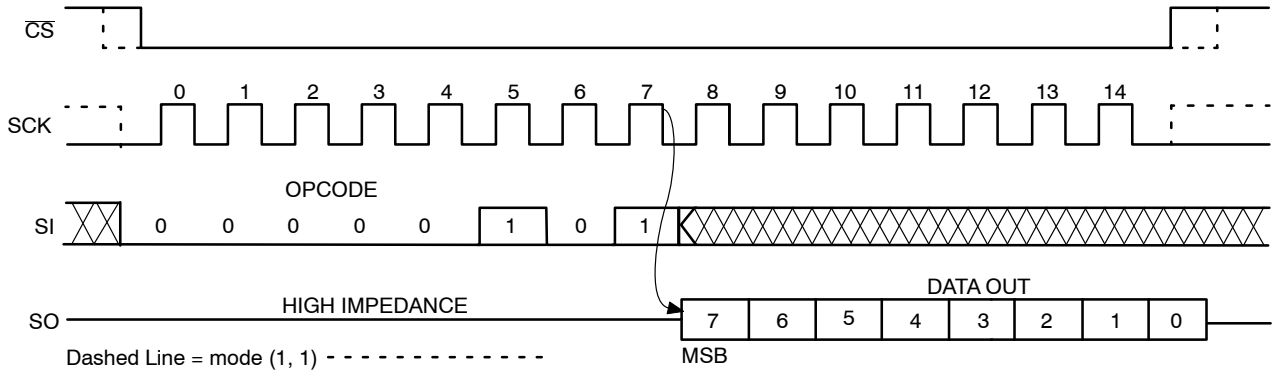 CS
0 1 2 3 4 5 6 7 8 9 10 11 12 13 14
SCK
OPCODE
SI 0 0 0 0 0 1 0 1
DATA OUT
HIGH IMPEDANCE
SO 7 6 5 4 3 2 1 0
Dashed Line = mode (1, 1) MSB